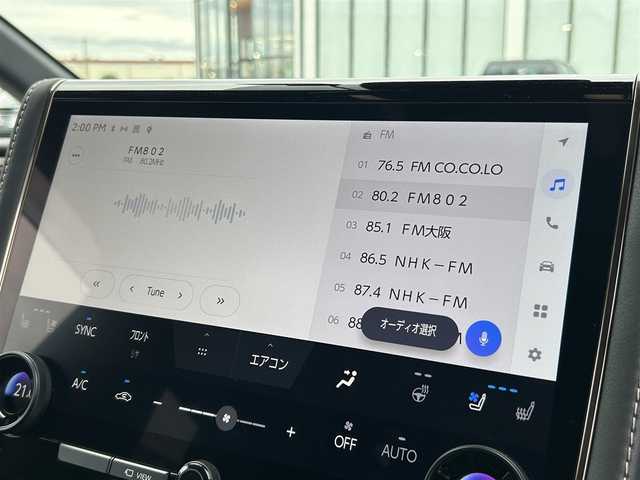 2:00 PM
FM802
FM 80.2MHz
Tune
FM
01 76.5 FM CO.CO.LO
02 80.2 FM802
03 85.1 FM大阪
04 86.5 NHK-FM
05 87.4 NHK-FM
06 88
オーディオ選択
SYNC
フロント
エアコン
A/C
21.
OFF
AUTO
VIEW